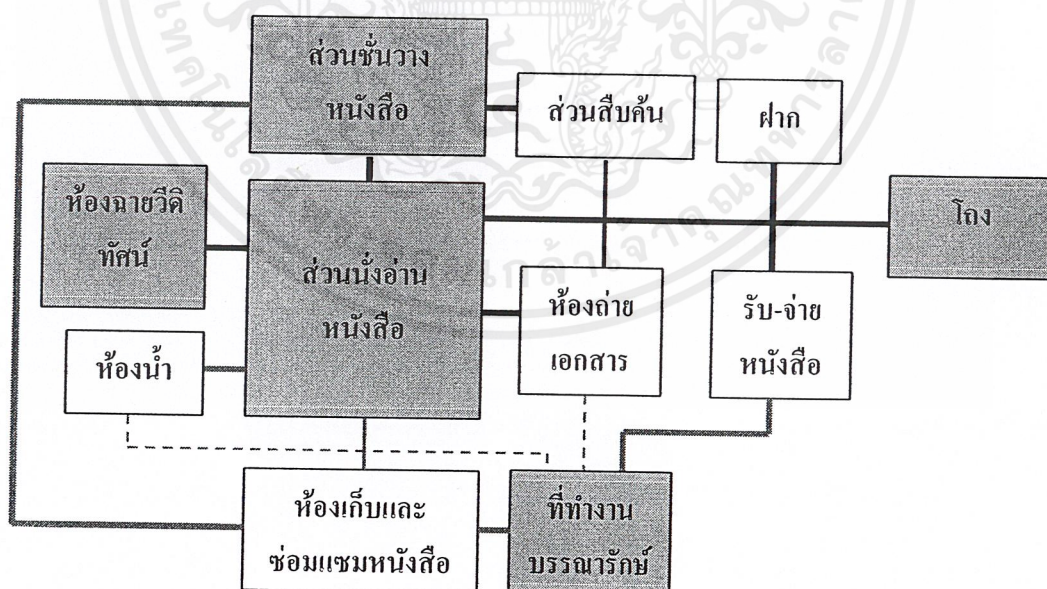 ส่วนชั้นวาง
หนังสือ
ส่วนสืบค้น
ฝาก
ห้องฉายวีดิ
ทัศน์
โถง
ส่วนนั่งอ่าน
หนังสือ
ห้องถ่าย
เอกสาร
รับ-จ่าย
หนังสือ
ห้องน้ำ
ห้องเก็บและ
ซ่อมแซมหนังสือ
ที่ทำงาน
บรรณารักษ์